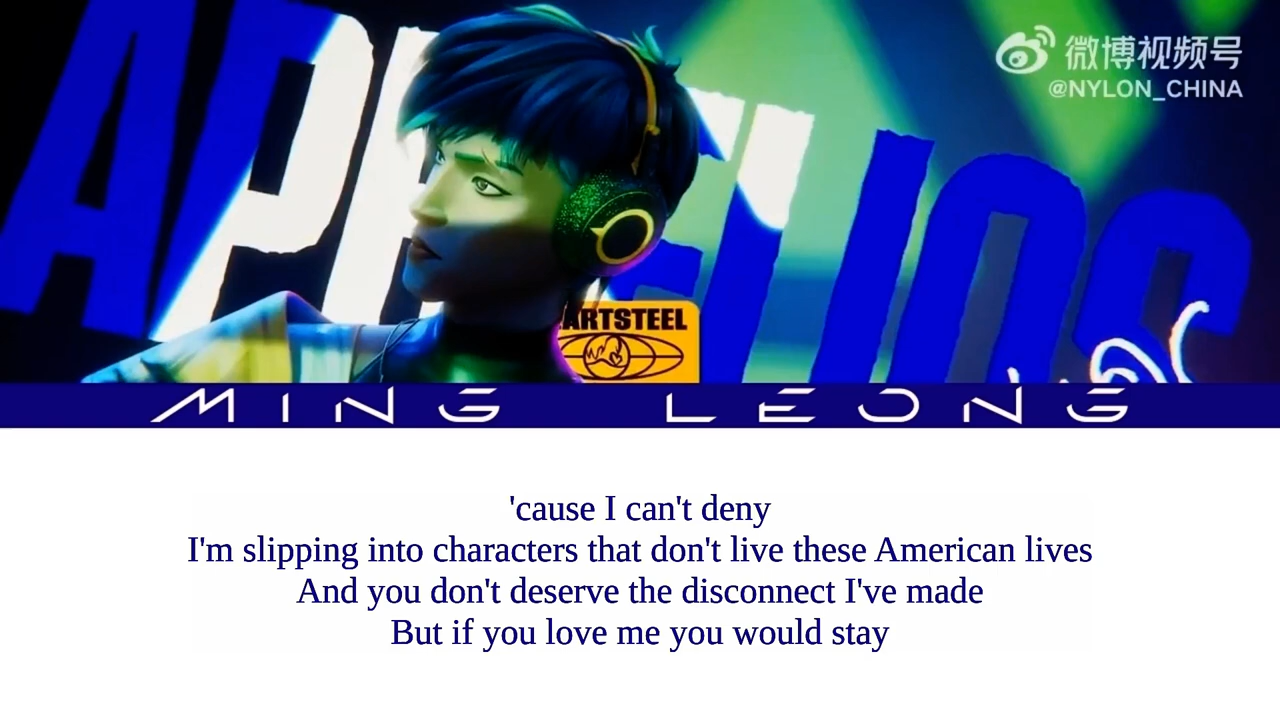 微博视频号
@NYLON_CHINA
APHELIOS
ARTSTEEL
MING LEONG
'cause I can't deny
I'm slipping into characters that don't live these American lives
And you don't deserve the disconnect I've made
But if you love me you would stay